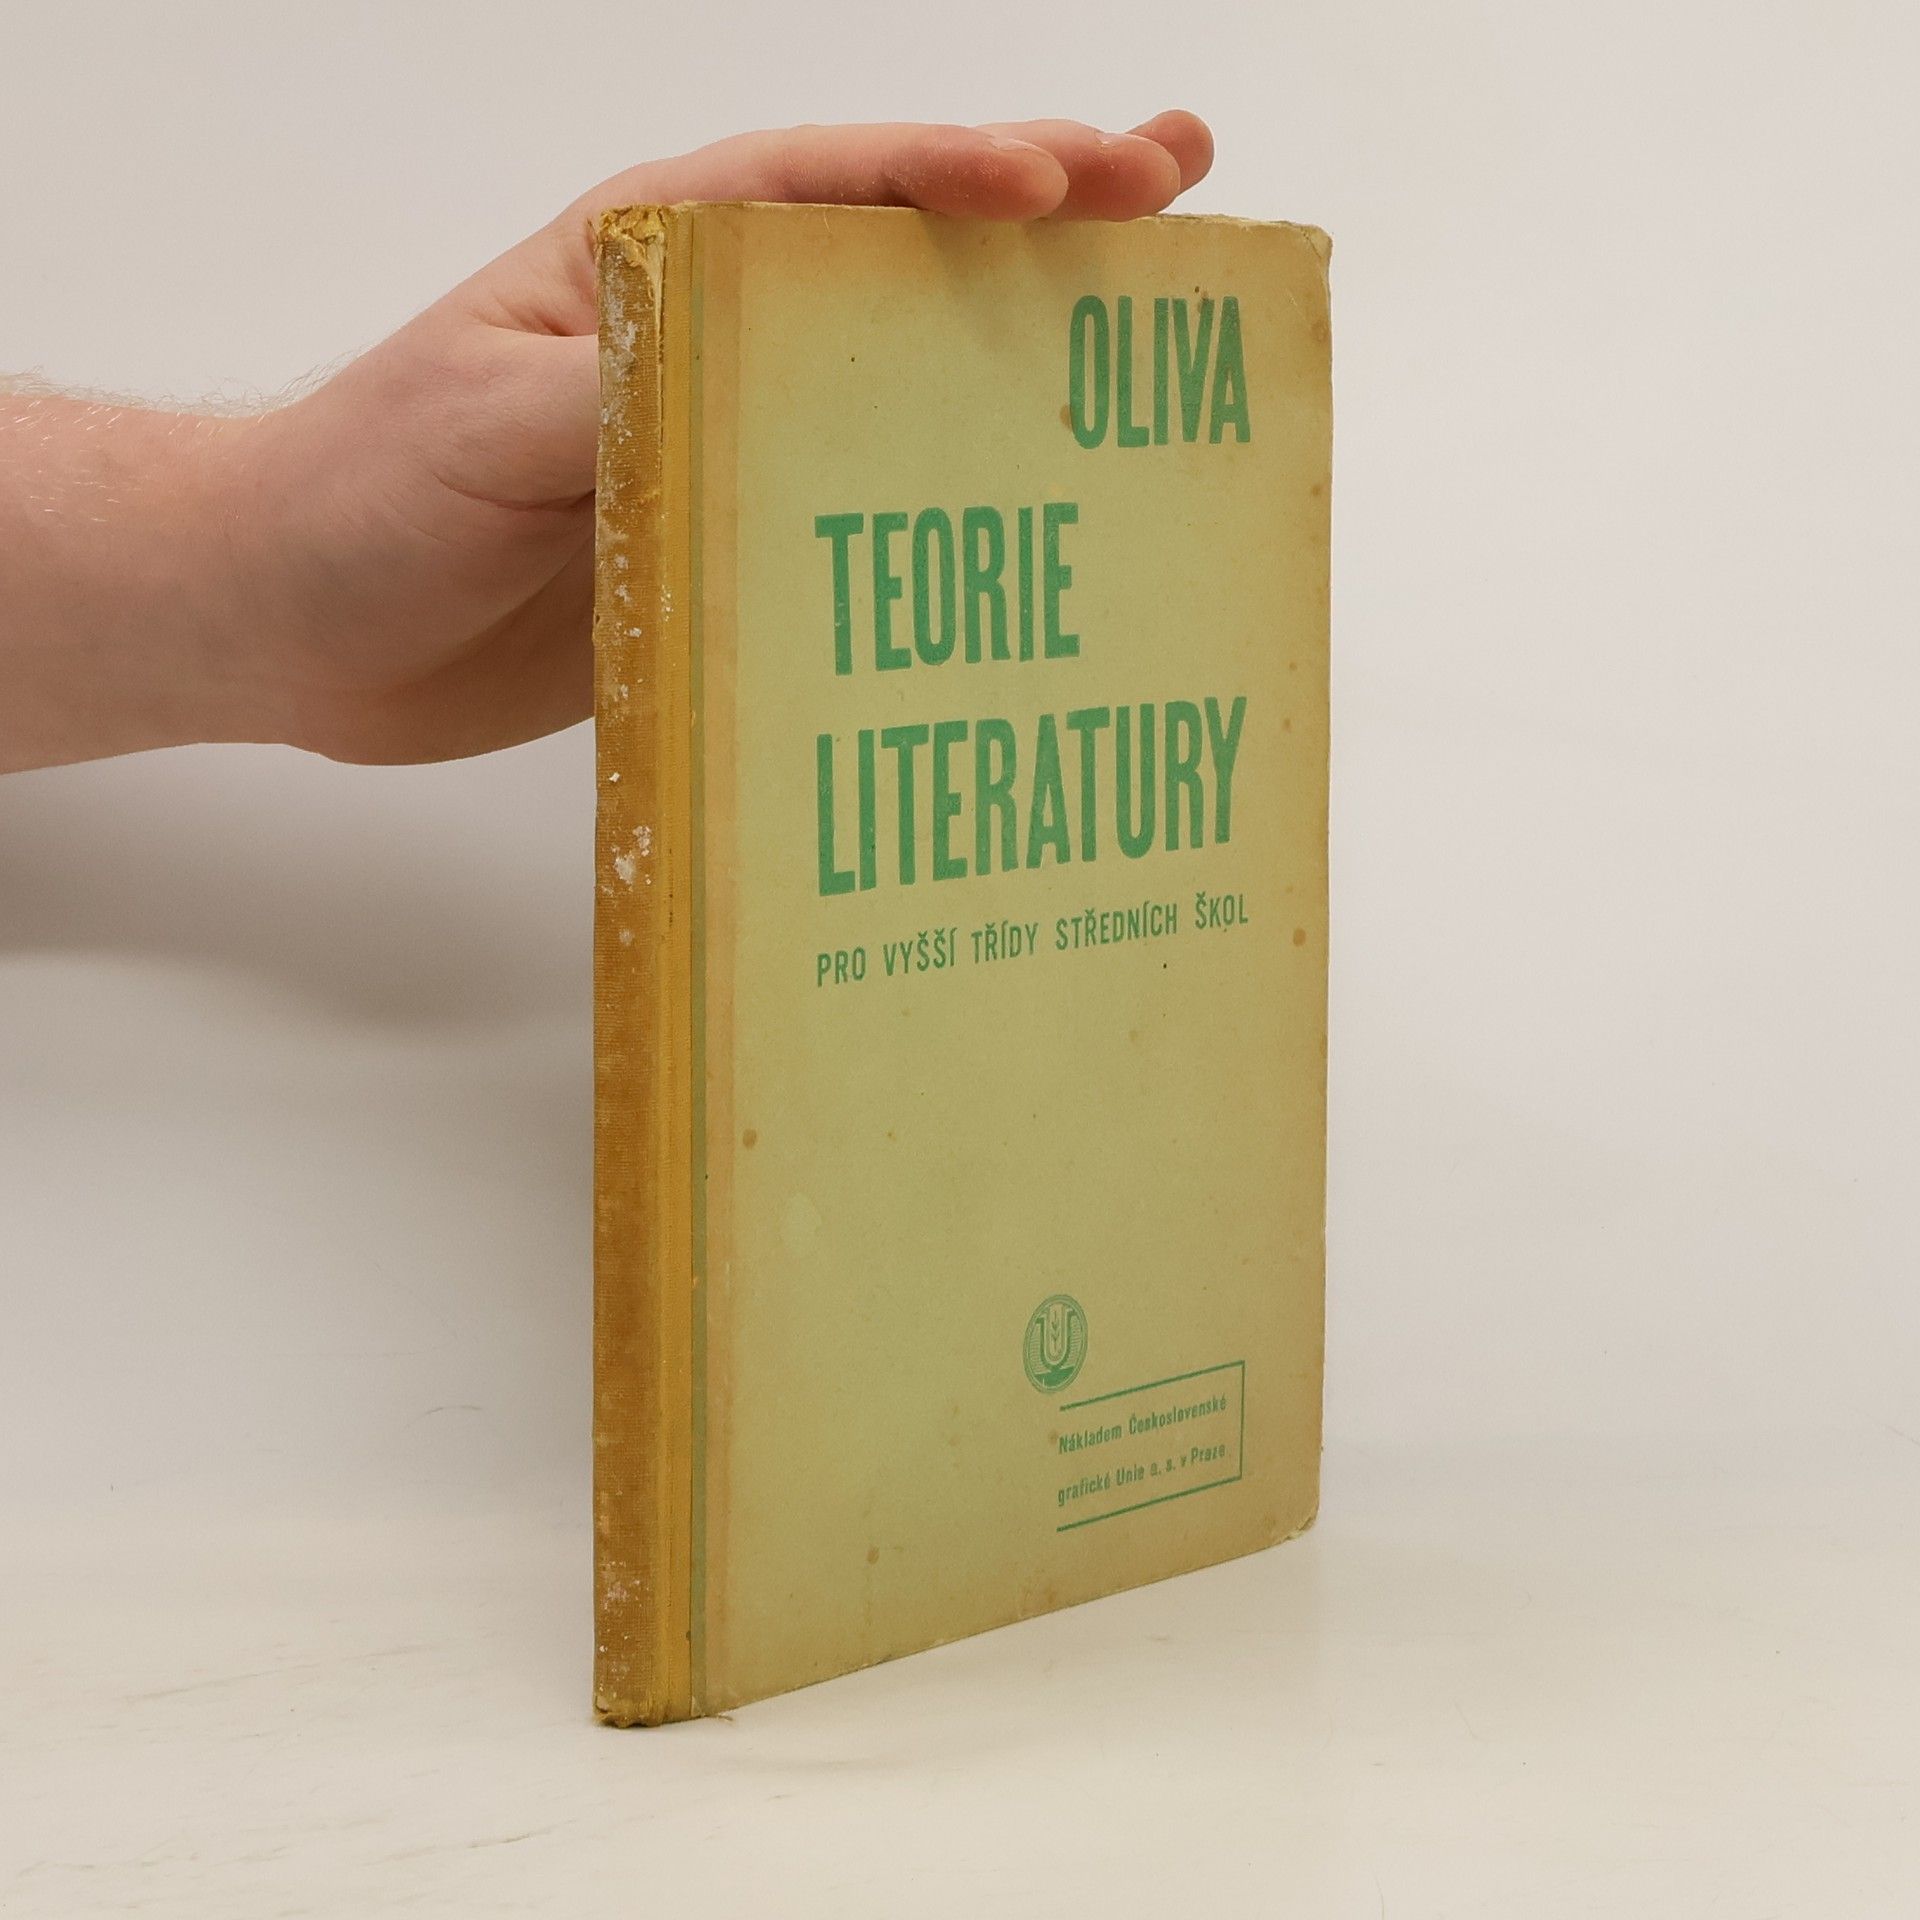 OLIVA
TEORIE
LITERATURY
PRO VYŠŠÍ TŘÍDY STŘEDNÍCH ŠKOL
U
Nákladem Československé
grafické Unie a. s. v Praze